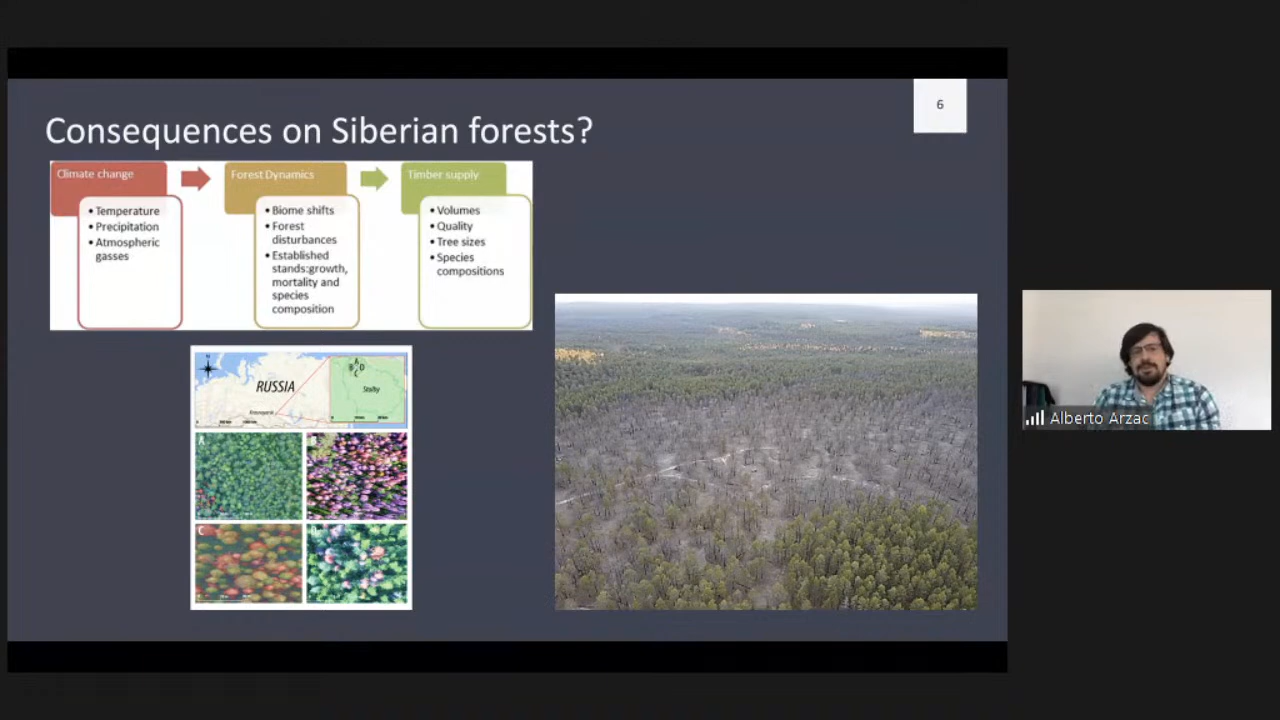 6
Consequences on Siberian forests?
Climate change
• Temperature
• Precipitation
• Atmospheric
gasses
Forest Dynamics
• Biome shifts
• Forest
disturbances
• Established
stands:growth,
mortality and
species
composition
Timber supply
• Volumes
• Quality
• Tree sizes
• Species
compositions
RUSSIA
A
B D
C
Stolby
A
B
C
D
Alberto Arzac